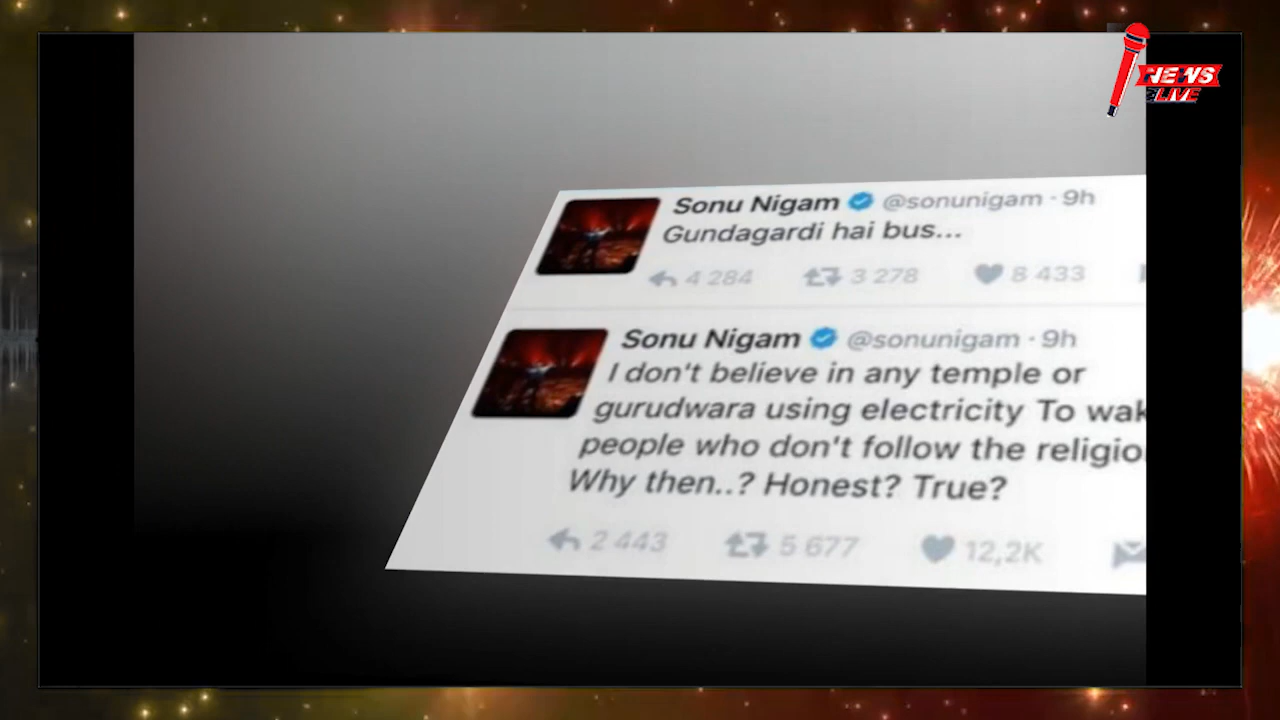 NEWS
LIVE
Sonu Nigam @sonunigam · 9h
Gundagardi hai bus...
4 284 3 278 8 433
Sonu Nigam @sonunigam · 9h
I don't believe in any temple or
gurudwara using electricity To wak
people who don't follow the religio
Why then..? Honest? True?
2 443 5 677 12,2K